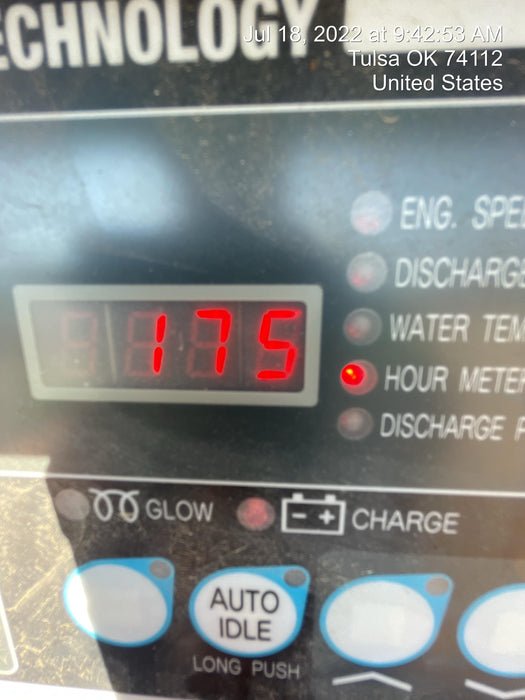 ECHNOLOGY
Jul 18, 2022 at 9:42:53 AM
Tulsa OK 74112
United States
ENG. SPE
DISCHARGE
WATER TEM
175
HOUR METER
DISCHARGE
GLOW
- +
CHARGE
AUTO
IDLE
LONG PUSH